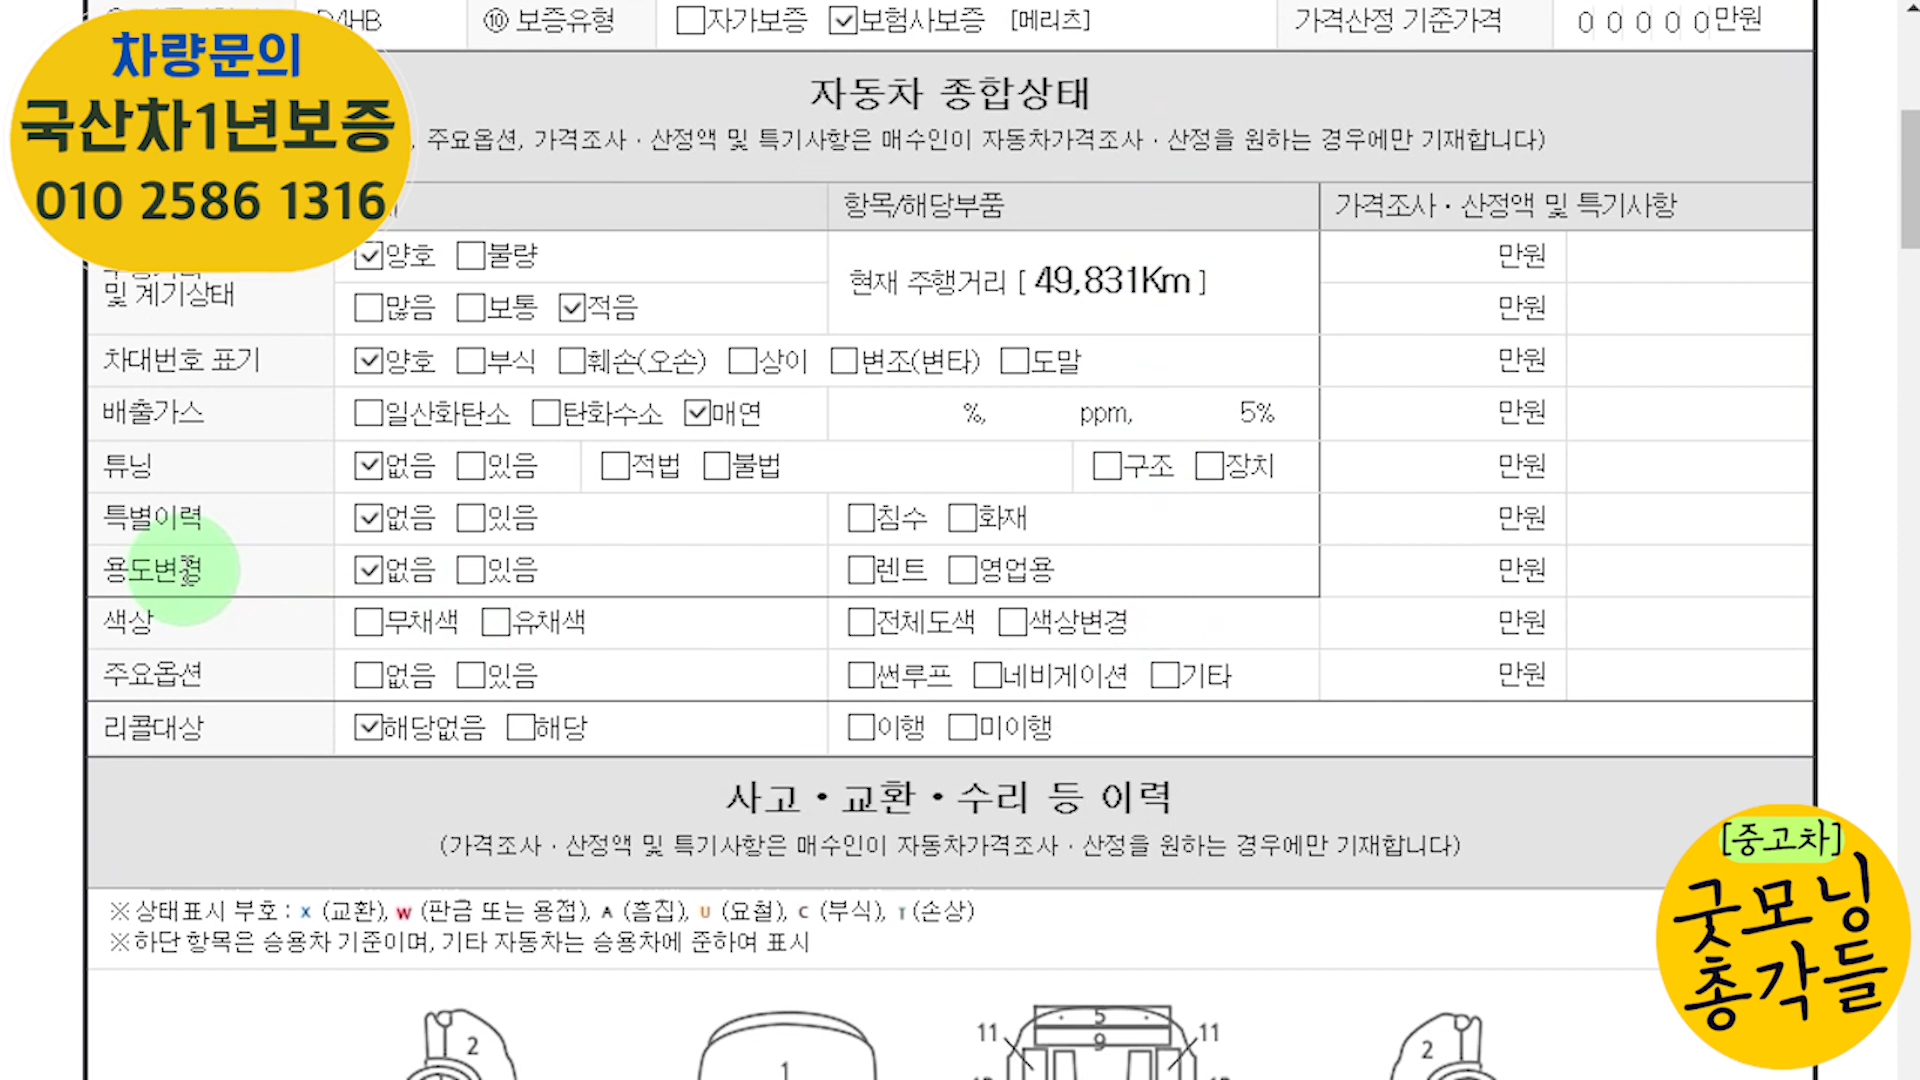 D4HB ⑩ 보증유형 자가보증 보험사보증 [메리츠] 가격산정 기준가격 0 0 0 0 0만원
차량문의
국산차1년보증
010 2586 1316
자동차 종합상태
, 주요옵션, 가격조사 · 산정액 및 특기사항은 매수인이 자동차가격조사 · 산정을 원하는 경우에만 기재합니다)
항목/해당부품 가격조사 · 산정액 및 특기사항
및 계기상태 양호 불량 현재 주행거리 [ 49,831Km ] 만원
많음 보통 적음 만원
차대번호 표기 양호 부식 훼손(오손) 상이 변조(변타) 도말 만원
배출가스 일산화탄소 탄화수소 매연 %, ppm, 5% 만원
튜닝 없음 있음 적법 불법 구조 장치 만원
특별이력 없음 있음 침수 화재 만원
용도변경 없음 있음 렌트 영업용 만원
색상 무채색 유채색 전체도색 색상변경 만원
주요옵션 없음 있음 썬루프 네비게이션 기타 만원
리콜대상 해당없음 해당 이행 미이행
사고 · 교환 · 수리 등 이력
(가격조사 · 산정액 및 특기사항은 매수인이 자동차가격조사 · 산정을 원하는 경우에만 기재합니다)
※ 상태표시 부호 : X (교환), W (판금 또는 용접), A (흠집), U (요철), C (부식), T (손상)
※ 하단 항목은 승용차 기준이며, 기타 자동차는 승용차에 준하여 표시
[중고차]
굿모닝
총각들
2 1 11 5 9 11 2